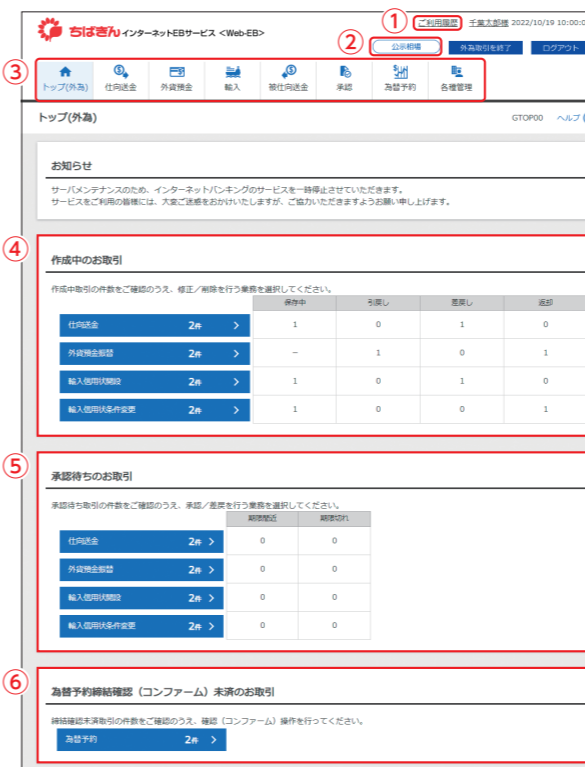 ① ご利用履歴 千葉太郎様 2022/10/19 10:00:0
ちばぎん インターネットEBサービス <Web-EB>
② 公示相場 外為取引を終了 ログアウト
③ トップ(外為) 仕向送金 外貨預金 輸入 被仕向送金 承認 為替予約 各種管理
トップ(外為) GTOP00 ヘルプ
お知らせ
サーバメンテナンスのため、インターネットバンキングのサービスを一時停止させていただきます。
サービスをご利用の皆様には、大変ご迷惑をおかけいたしますが、ご協力いただきますようお願い申し上げます。
④ 作成中のお取引
作成中取引の件数をご確認のうえ、修正／削除を行う業務を選択してください。
保存中 引戻し 差戻し 返却
仕向送金 2件 > 1 0 1 0
外貨預金振替 2件 > － 1 0 1
輸入信用状開設 2件 > 1 0 1 0
輸入信用状条件変更 2件 > 1 0 0 1
⑤ 承認待ちのお取引
承認待ち取引の件数をご確認のうえ、承認／差戻を行う業務を選択してください。
期限間近 期限切れ
仕向送金 2件 > 0 0
外貨預金振替 2件 > 0 0
輸入信用状開設 2件 > 0 0
輸入信用状条件変更 2件 > 0 0
⑥ 為替予約締結確認（コンファーム）未済のお取引
締結確認未済取引の件数をご確認のうえ、確認（コンファーム）操作を行ってください。
為替予約 2件 >